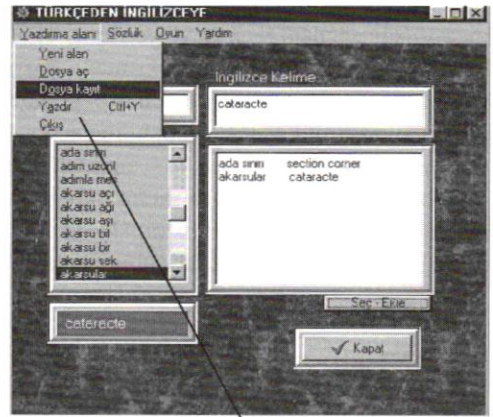 TÜRKÇEDEN İNGİLİZCEYE
Yazdırma alanı Sözlük Oyun Yardım
Yeni alan
Dosya aç
Dosya kayıt
Yazdır Ctrl+Y
Çıkış
İngilizce Kelime
cataracte
ada sınırı
adım uzunl
adımla mes
akarsu açı
akarsu ağı
akarsu ayı
akarsu bil
akarsu bir
akarsu sek
akarsular
ada sınırı section corner
akarsular cataracte
Seç - Ekle
cataracte
Kapat